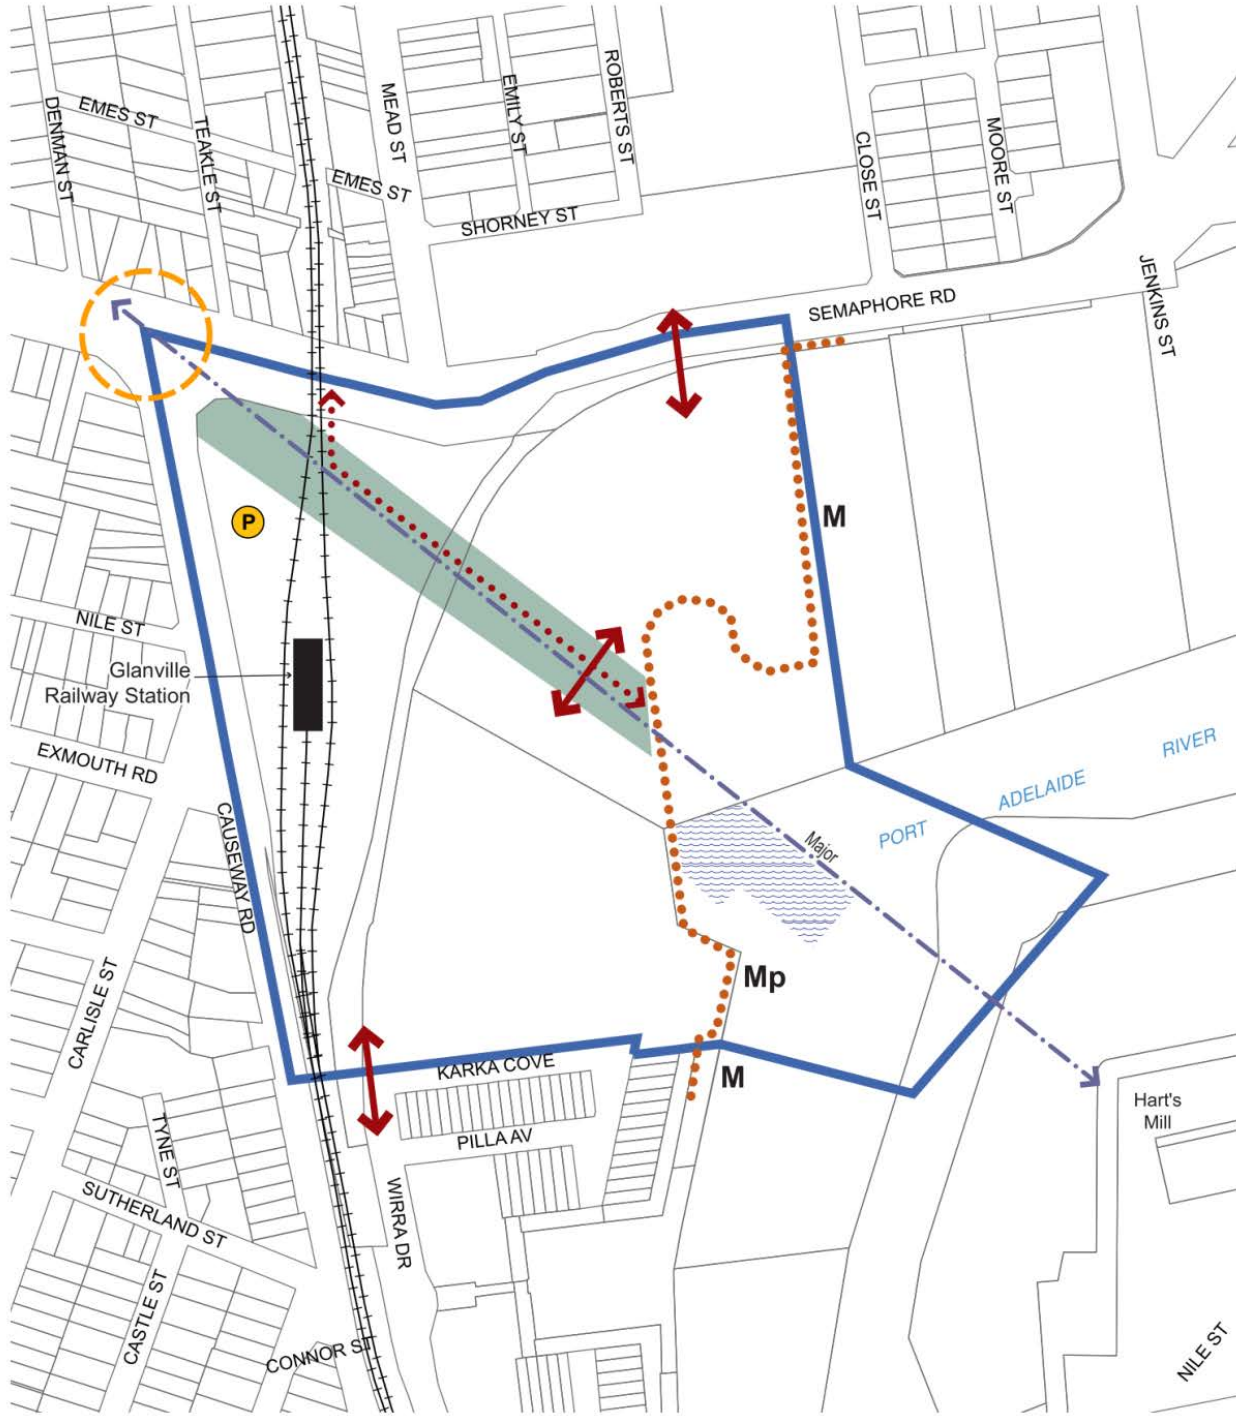 EMES ST
DENMAN ST
TEAKLE ST
MEAD ST
EMES ST
EMILY ST
ROBERTS ST
SHORNEY ST
CLOSE ST
MOORE ST
JENKINS ST
SEMAPHORE RD
P
M
NILE ST
Glanville
Railway Station
EXMOUTH RD
CAUSEWAY RD
PORT
ADELAIDE
RIVER
Major
CARLISLE ST
Mp
KARKA COVE
M
PILLA AV
Hart's
Mill
TYNE ST
SUTHERLAND ST
WIRRA DR
CASTLE ST
CONNOR ST
NILE ST